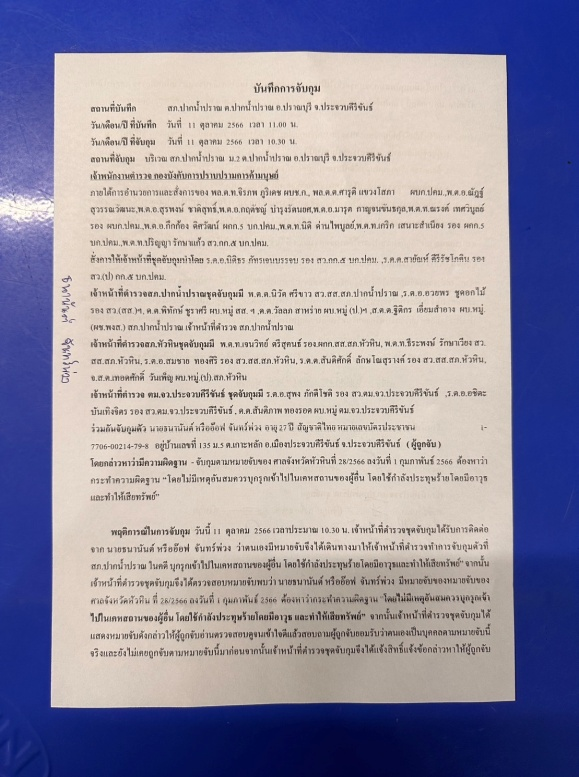 บันทึกการจับกุม
สถานที่บันทึก สภ.ปากน้ำปราณ ต.ปากน้ำปราณ อ.ปราณบุรี จ.ประจวบคีรีขันธ์
วัน/เดือน/ปี ที่บันทึก วันที่ 11 ตุลาคม 2566 เวลา 11.00 น.
วัน/เดือน/ปี ที่จับกุม วันที่ 11 ตุลาคม 2566 เวลา 10.30 น.
สถานที่จับกุม บริเวณ สภ.ปากน้ำปราณ ม.2 ต.ปากน้ำปราณ อ.ปราณบุรี จ.ประจวบคีรีขันธ์
เจ้าพนักงานตำรวจ กองบังคับการปราบปรามการค้ามนุษย์
ภายใต้การอำนวยการและสั่งการของ พล.ต.ท.จิรภพ ภูริเดช ผบช.ก., พล.ต.ต.ศารุติ แขวงโสภา ผบก.ปคม.,พ.ต.อ.ณัฎฐ์
สุวรรณวัฒนะ,พ.ต.อ.สุรพงษ์ ชาติสุทธิ์,พ.ต.อ.กฤตัชญ์ บำรุงรัตนยศ,พ.ต.อ.มารุต กาญจนขันธกุล,พ.ต.ท.ณรงค์ เทศวิบูลย์
รอง ผบก.ปคม.,พ.ต.อ.กีกก้อง ดิศวัฒน์ ผกก.5 บก.ปคม.,พ.ต.ท.นิติ ด่านไพบูลย์,พ.ต.ท.เกริก เสนาะสำเนียง รอง ผกก.5
บก.ปคม.,พ.ต.ท.ปริญญา รักษาแก้ว สว.กก.๕ บก.ปคม.
สั่งการให้เจ้าหน้าที่ชุดจับกุมนำโดย ร.ต.อ.นิติธร ภัทรเจนบรรจบ รอง สว.กก.๕ บก.ปคม. ,ร.ต.ต.สายัณห์ ศีริรัชโกศิน รอง
สว.(ป) กก.๕ บก.ปคม.
เจ้าหน้าที่ตำรวจสภ.ปากน้ำปราณชุดจับกุมมี พ.ต.ต.นิวัต ศรีขาว สว.สส.สภ.ปากน้ำปราณ ,ร.ต.อ.อวยพร ชูดอกไม้
รอง สว.(สส.)ฯ, ด.ต.พิทักษ์ ชูราศรี ผบ.หมู่ สส. ฯ ,ด.ต.วัลลภ สาหร่าย ผบ.หมู่ (ป.)ฯ ,ส.ต.ต.ฐิติกร เอี่ยมสำอาง ผบ.หมู่.
(ผช.พงส.) สภ.ปากน้ำปราณ เจ้าหน้าที่ตำรวจ สภ.ปากน้ำปราณ
เจ้าหน้าที่ตำรวจสภ.หัวหินชุดจับกุมมี พ.ต.ท.เจนวิทย์ ตรีสุคนธ์ รอง.ผกก.สส.สภ.หัวหิน, พ.ต.ท.ธีระพงษ์ รักษาเวียง สว.
สส.สภ.หัวหิน, ร.ต.อ.สมชาย ทองศิริ รอง สว.สส.สภ.หัวหิน, ร.ต.ต.สันติศักดิ์ ลักษโณสุรางค์ รอง สว.สส.สภ.หัวหิน,
จ.ส.ต.เทอดศักดิ์ วันเพ็ญ ผบ.หมู่.(ป).สภ.หัวหิน
เจ้าหน้าที่ตำรวจ ตม.จว.ประจวบคีรีขันธ์ ชุดจับกุมมี ร.ต.อ.สุพจ ภักดีโชติ รอง สว.ตม.จว.ประจวบคีรีขันธ์ ,ร.ต.อ.อชิตะ
บันเทิงจิตร รอง สว.ตม.จว.ประจวบคีรีขันธ์ , ด.ต.สันติภาพ ทองรอด ผบ.หมู่ ตม.จว.ประจวบคีรีขันธ์
ร่วมกันจับกุมตัว นายธนานันต์ หรืออ๊อฟ จันทร์พ่วง อายุ 27 ปี สัญชาติไทย หมายเลขบัตรประชาชน 1-
7706-00214-79-8 อยู่บ้านเลขที่ 135 ม.5 ต.เกาะหลัก อ.เมืองประจวบคีรีขันธ์ จ.ประจวบคีรีขันธ์ ( ผู้ถูกจับ )
โดยกล่าวหาว่ามีความผิดฐาน - จับกุมตามหมายจับของ ศาลจังหวัดหัวหินที่ 28/2566 ลงวันที่ 1 กุมภาพันธ์ 2566 ต้องหาว่า
กระทำความผิดฐาน “โดยไม่มีเหตุอันสมควรบุกรุกเข้าไปในเคหสถานของผู้อื่น โดยใช้กำลังประทุษร้ายโดยมีอาวุธ
และทำให้เสียทรัพย์”
พฤติการณ์ในการจับกุม วันนี้ 11 ตุลาคม 2566 เวลาประมาณ 10.30 น. เจ้าหน้าที่ตำรวจชุดจับกุมได้รับการติดต่อ
จาก นายธนานันต์ หรืออ๊อฟ จันทร์พ่วง ว่าตนเองมีหมายจับจึงได้เดินทางมาให้เจ้าหน้าที่ตำรวจทำการจับกุมตัวที่
สภ.ปากน้ำปราณ ในคดี บุกรุกเข้าไปในเคหสถานของผู้อื่น โดยใช้กำลังประทุษร้ายโดยมีอาวุธและทำให้เสียทรัพย์” จากนั้น
เจ้าหน้าที่ตำรวจชุดจับกุมจึงได้ตรวจสอบหมายจับพบว่า นายธนานันต์ หรืออ๊อฟ จันทร์พ่วง มีหมายจับของหมายจับของ
ศาลจังหวัดหัวหิน ที่ 28/2566 ลงวันที่ 1 กุมภาพันธ์ 2566 ต้องหาว่ากระทำความผิดฐาน “โดยไม่มีเหตุอันสมควรบุกรุกเข้า
ไปในเคหสถานของผู้อื่น โดยใช้กำลังประทุษร้ายโดยมีอาวุธ และทำให้เสียทรัพย์” จากนั้นเจ้าหน้าที่ตำรวจชุดจับกุมได้
แสดงหมายจับดังกล่าวให้ผู้ถูกจับอ่านตรวจสอบดูจนเข้าใจดีแล้วสอบถามผู้ถูกจับยอมรับว่าตนเองเป็นบุคคลตามหมายจับนี้
จริงและยังไม่เคยถูกจับตามหมายจับนี้มาก่อนจากนั้นเจ้าหน้าที่ตำรวจชุดจับกุมจึงได้แจ้งสิทธิ์แจ้งข้อกล่าวหาให้ผู้ถูกจับ